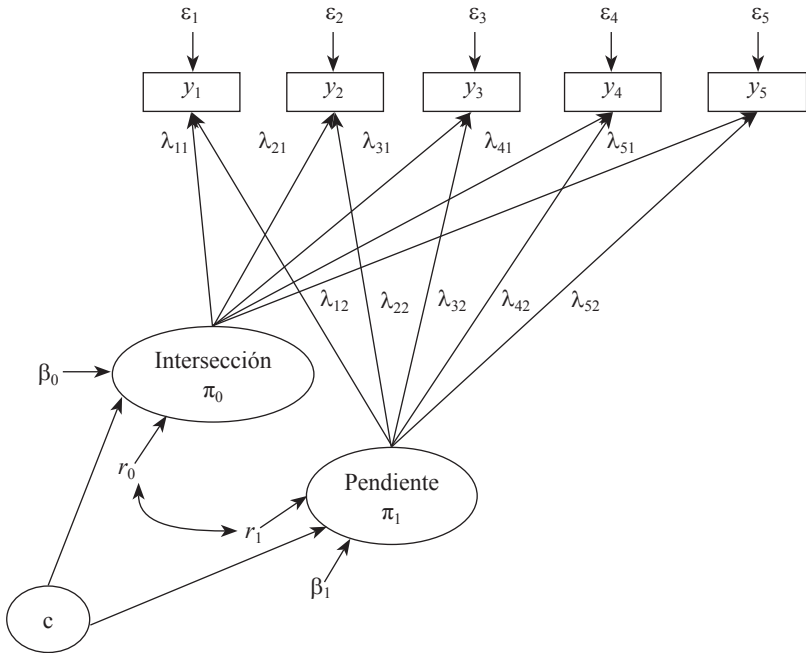 ε1 ε2 ε3 ε4 ε5
y1 y2 y3 y4 y5
λ11 λ21 λ31 λ41 λ51
λ12 λ22 λ32 λ42 λ52
Intersección
π0
β0
r0
Pendiente
π1
r1
β1
c